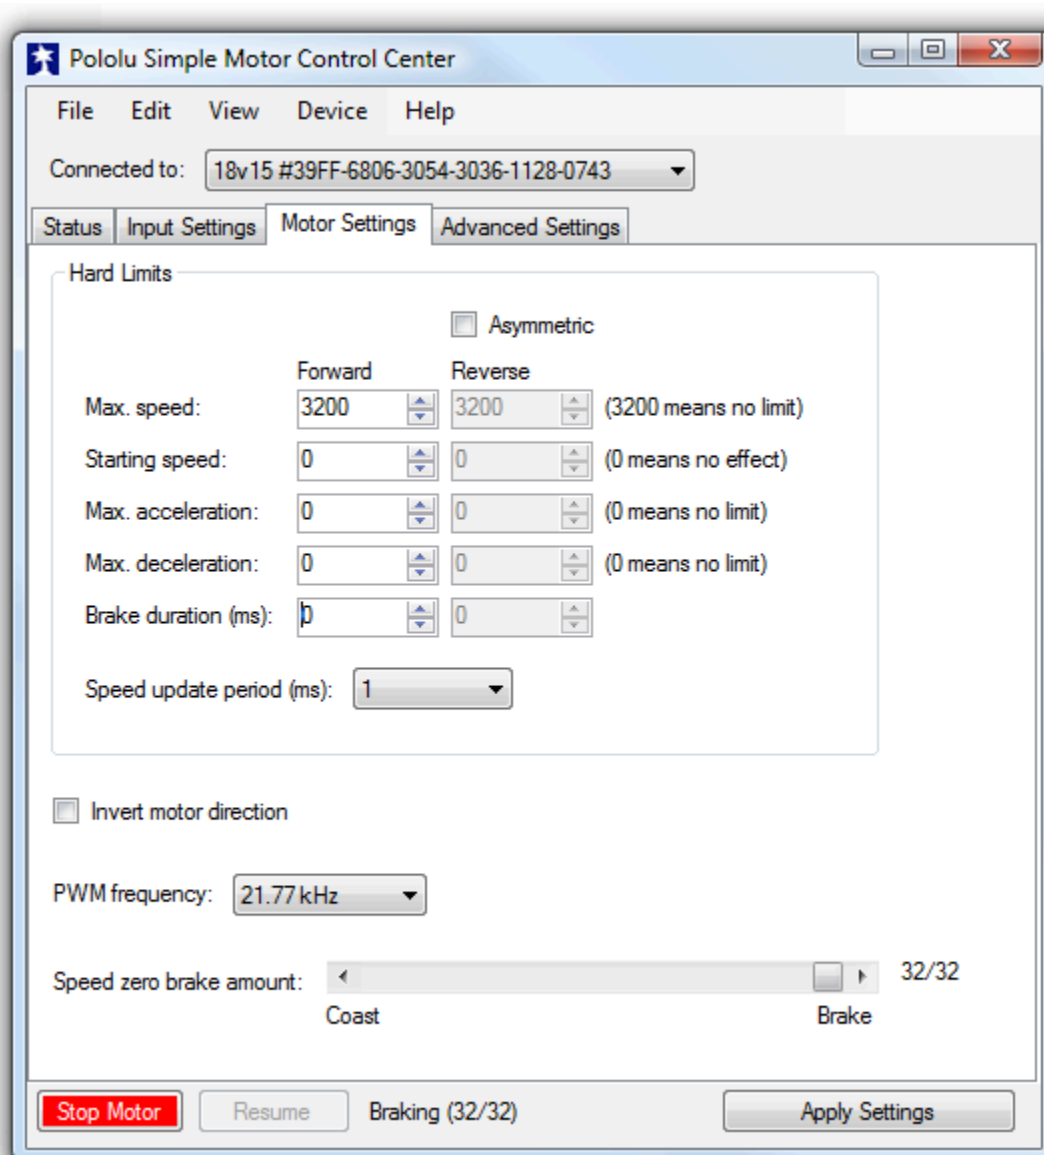 Pololu Simple Motor Control Center
File Edit View Device Help
Connected to: 18v15 #39FF-6806-3054-3036-1128-0743
Status Input Settings Motor Settings Advanced Settings
Hard Limits
Asymmetric
Forward Reverse
Max. speed: 3200 3200 (3200 means no limit)
Starting speed: 0 0 (0 means no effect)
Max. acceleration: 0 0 (0 means no limit)
Max. deceleration: 0 0 (0 means no limit)
Brake duration (ms): 0 0
Speed update period (ms): 1
Invert motor direction
PWM frequency: 21.77 kHz
Speed zero brake amount: 32/32
Coast Brake
Stop Motor Resume Braking (32/32) Apply Settings